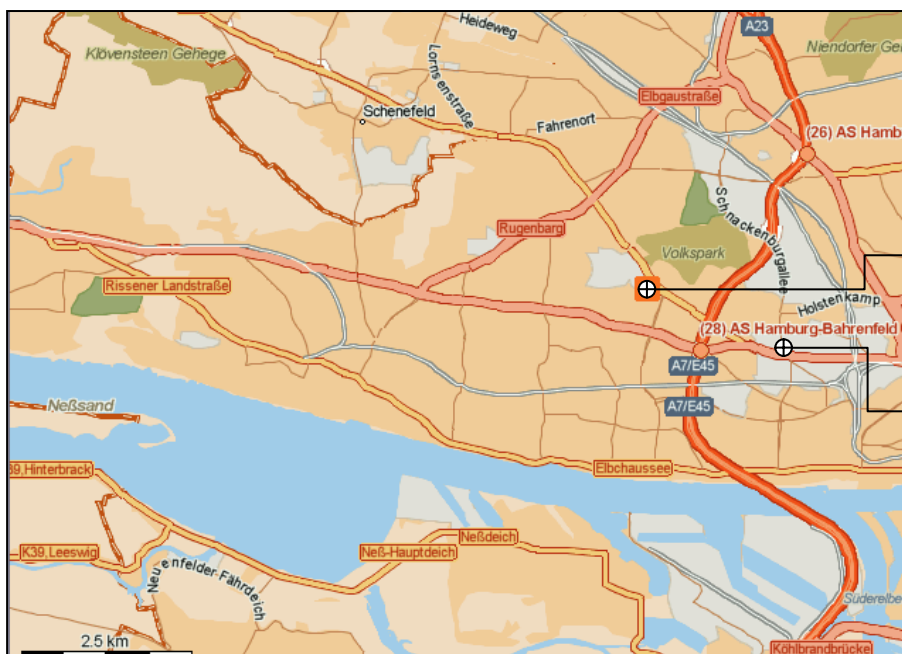 Heideweg
A23
Klövensteen Gehege
Niendorfer Ge
Lornsenstraße
Elbgaustraße
Schenefeld
Fahrenort
(26) AS Hamb
Schnackenburgallee
Rugenbarg
Volkspark
Rissener Landstraße
Holstenkamp
(28) AS Hamburg-Bahrenfeld
A7/E45
Neßsand
A7/E45
39,Hinterbrack
Elbchaussee
Neßdeich
K39,Leeswig
Neß-Hauptdeich
Neuenfelder-Fährdeich
Süderelbe
2.5 km
Köhlbrandbrücke